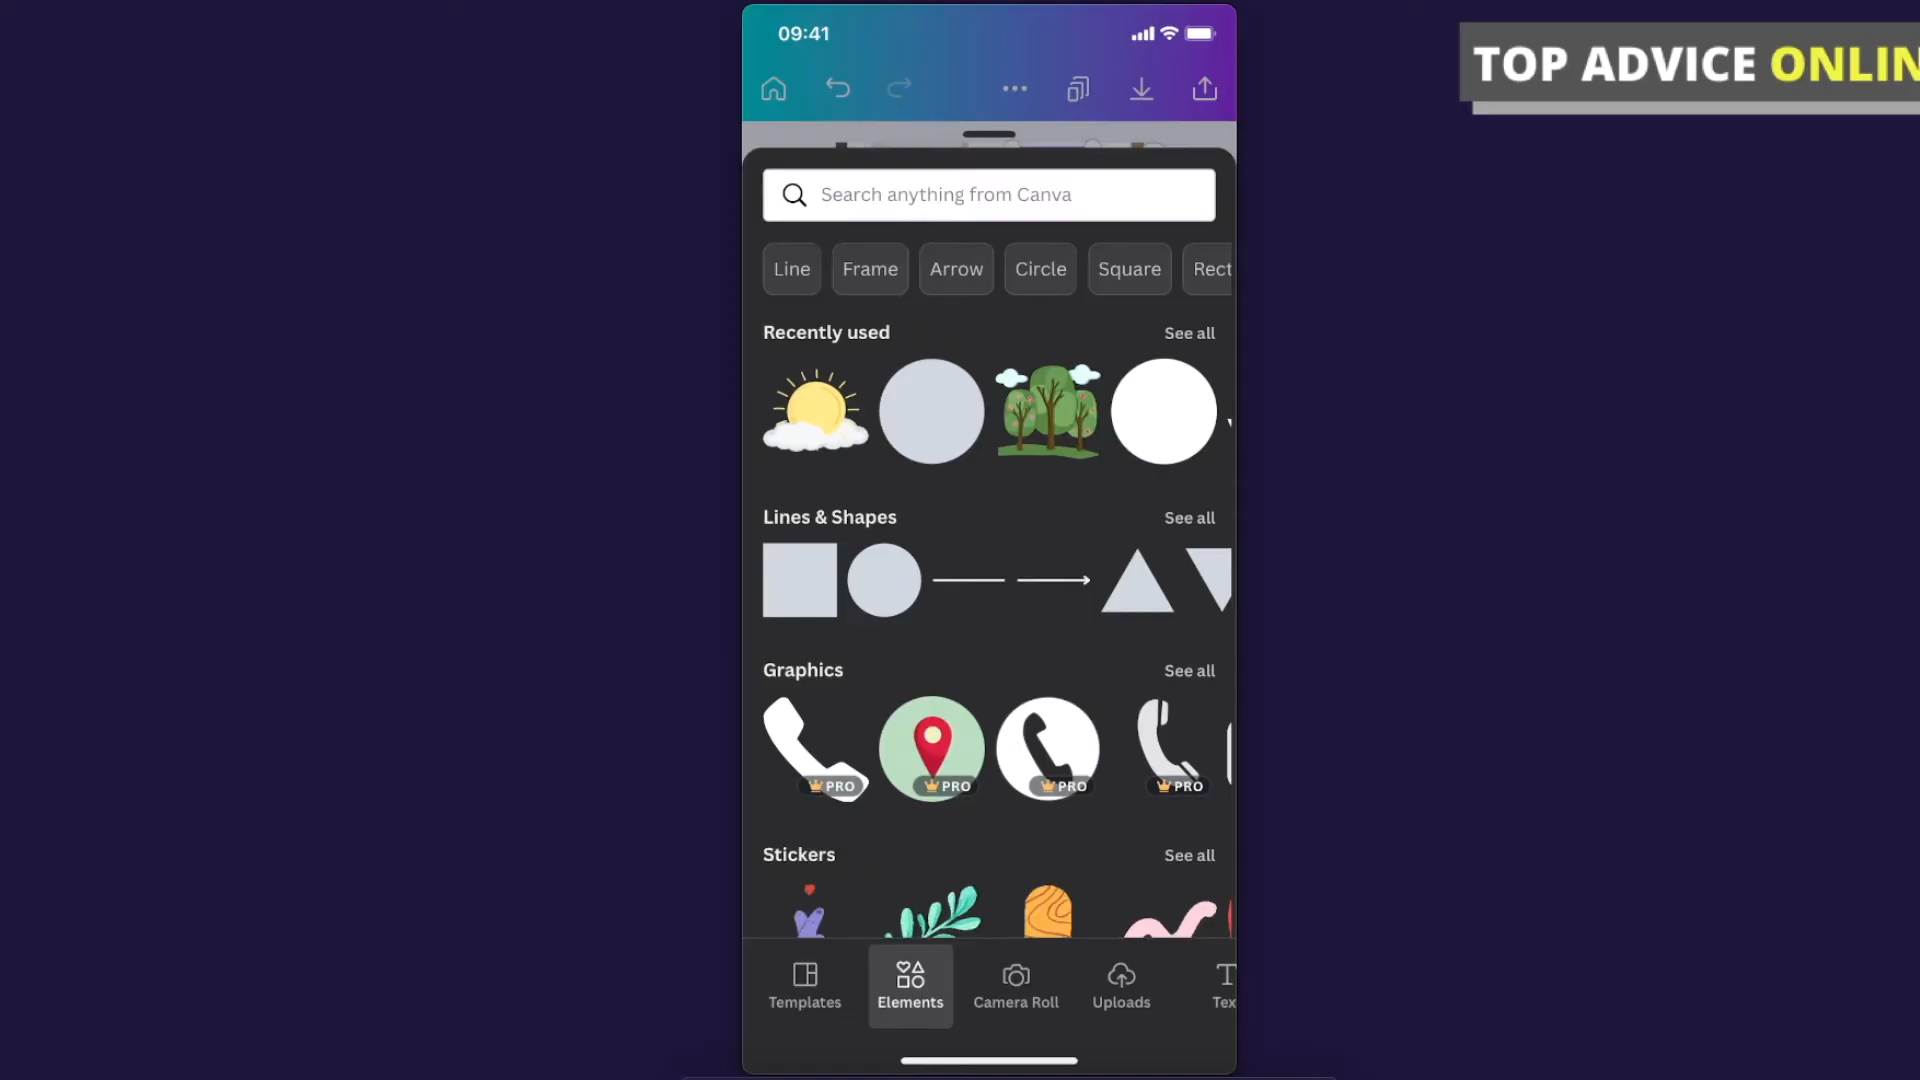 09:41
TOP ADVICE ONLIN
Search anything from Canva
Line Frame Arrow Circle Square Rect
Recently used See all
Lines & Shapes See all
Graphics See all
PRO PRO PRO PRO
Stickers See all
Templates Elements Camera Roll Uploads Tex